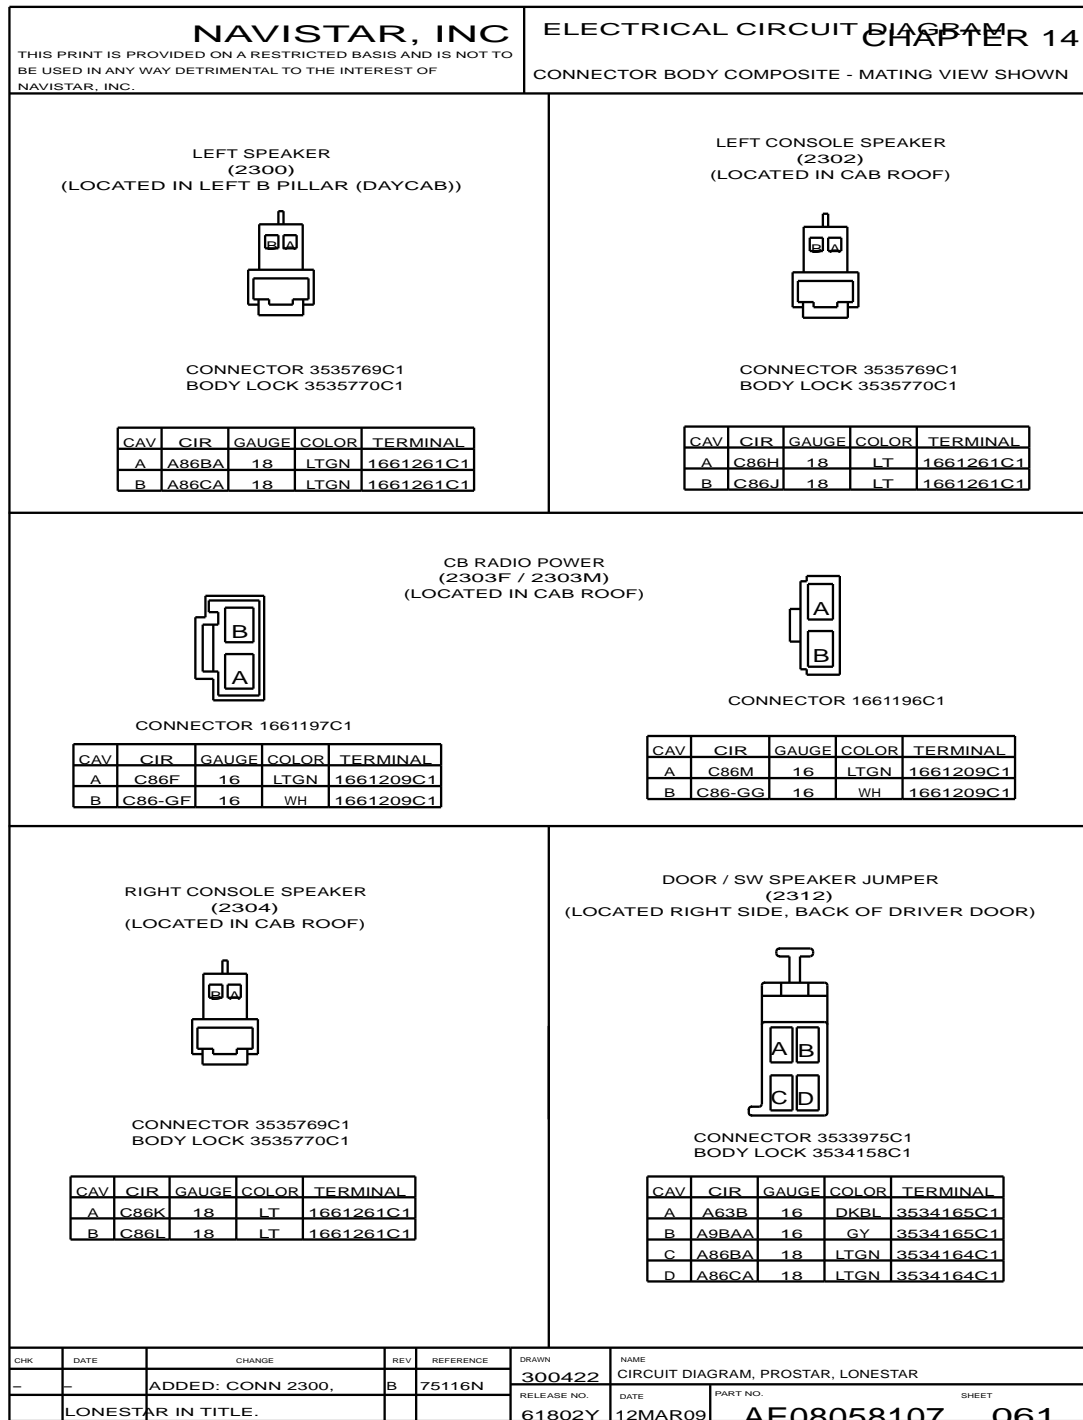 NAVISTAR, INC
THIS PRINT IS PROVIDED ON A RESTRICTED BASIS AND IS NOT TO
BE USED IN ANY WAY DETRIMENTAL TO THE INTEREST OF
NAVISTAR, INC.
ELECTRICAL CIRCUIT DIAGRAM
CHAPTER 14
CONNECTOR BODY COMPOSITE - MATING VIEW SHOWN
LEFT SPEAKER
(2300)
(LOCATED IN LEFT B PILLAR (DAYCAB))
B A
CONNECTOR 3535769C1
BODY LOCK 3535770C1
CAV CIR GAUGE COLOR TERMINAL
A A86BA 18 LTGN 1661261C1
B A86CA 18 LTGN 1661261C1
LEFT CONSOLE SPEAKER
(2302)
(LOCATED IN CAB ROOF)
B A
CONNECTOR 3535769C1
BODY LOCK 3535770C1
CAV CIR GAUGE COLOR TERMINAL
A C86H 18 LT 1661261C1
B C86J 18 LT 1661261C1
CB RADIO POWER
(2303F / 2303M)
(LOCATED IN CAB ROOF)
B
A
CONNECTOR 1661197C1
CAV CIR GAUGE COLOR TERMINAL
A C86F 16 LTGN 1661209C1
B C86-GF 16 WH 1661209C1
A
B
CONNECTOR 1661196C1
CAV CIR GAUGE COLOR TERMINAL
A C86M 16 LTGN 1661209C1
B C86-GG 16 WH 1661209C1
RIGHT CONSOLE SPEAKER
(2304)
(LOCATED IN CAB ROOF)
B A
CONNECTOR 3535769C1
BODY LOCK 3535770C1
CAV CIR GAUGE COLOR TERMINAL
A C86K 18 LT 1661261C1
B C86L 18 LT 1661261C1
DOOR / SW SPEAKER JUMPER
(2312)
(LOCATED RIGHT SIDE, BACK OF DRIVER DOOR)
A B
C D
CONNECTOR 3533975C1
BODY LOCK 3534158C1
CAV CIR GAUGE COLOR TERMINAL
A A63B 16 DKBL 3534165C1
B A9BAA 16 GY 3534165C1
C A86BA 18 LTGN 3534164C1
D A86CA 18 LTGN 3534164C1
CHK DATE CHANGE REV REFERENCE
– – ADDED: CONN 2300, B 75116N
LONESTAR IN TITLE.
DRAWN
300422
NAME
CIRCUIT DIAGRAM, PROSTAR, LONESTAR
RELEASE NO.
61802Y
DATE
12MAR09
PART NO.
AE08058107
SHEET
061